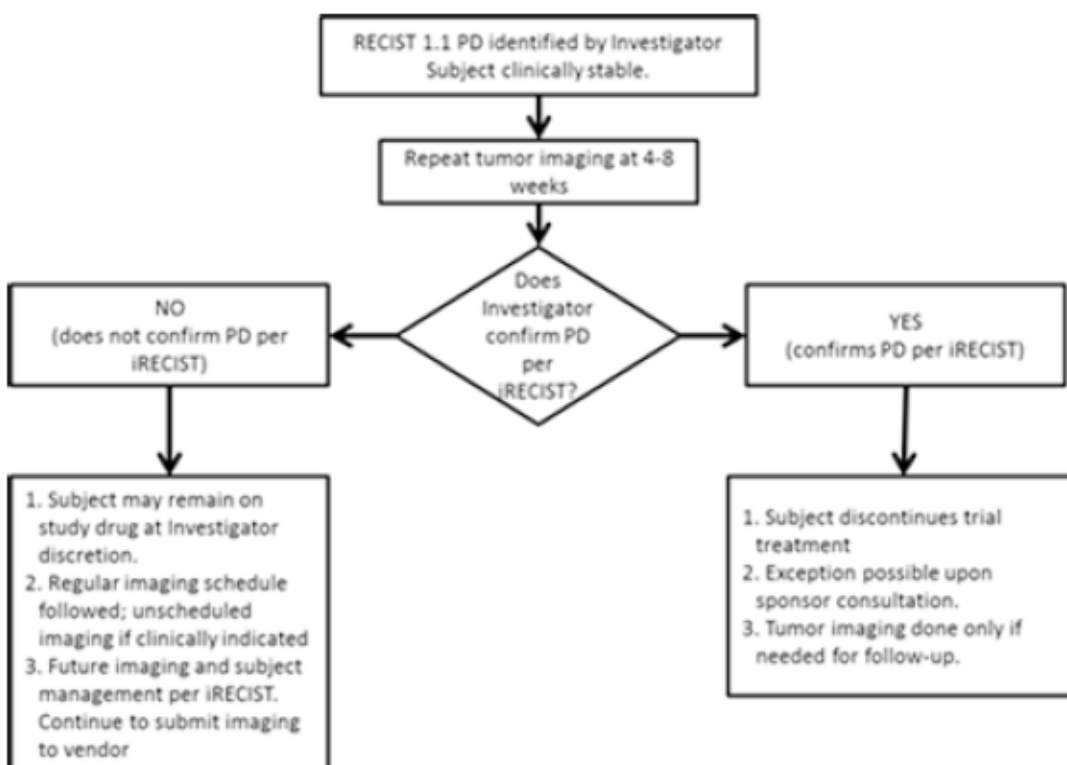 RECIST 1.1 PD identified by Investigator
Subject clinically stable.
Repeat tumor imaging at 4-8
weeks
Does
Investigator
confirm PD
per
iRECIST?
NO
(does not confirm PD per
iRECIST)
YES
(confirms PD per iRECIST)
1. Subject may remain on
study drug at Investigator
discretion.
2. Regular imaging schedule
followed; unscheduled
imaging if clinically indicated
3. Future imaging and subject
management per iRECIST.
Continue to submit imaging
to vendor
1. Subject discontinues trial
treatment
2. Exception possible upon
sponsor consultation.
3. Tumor imaging done only if
needed for follow-up.